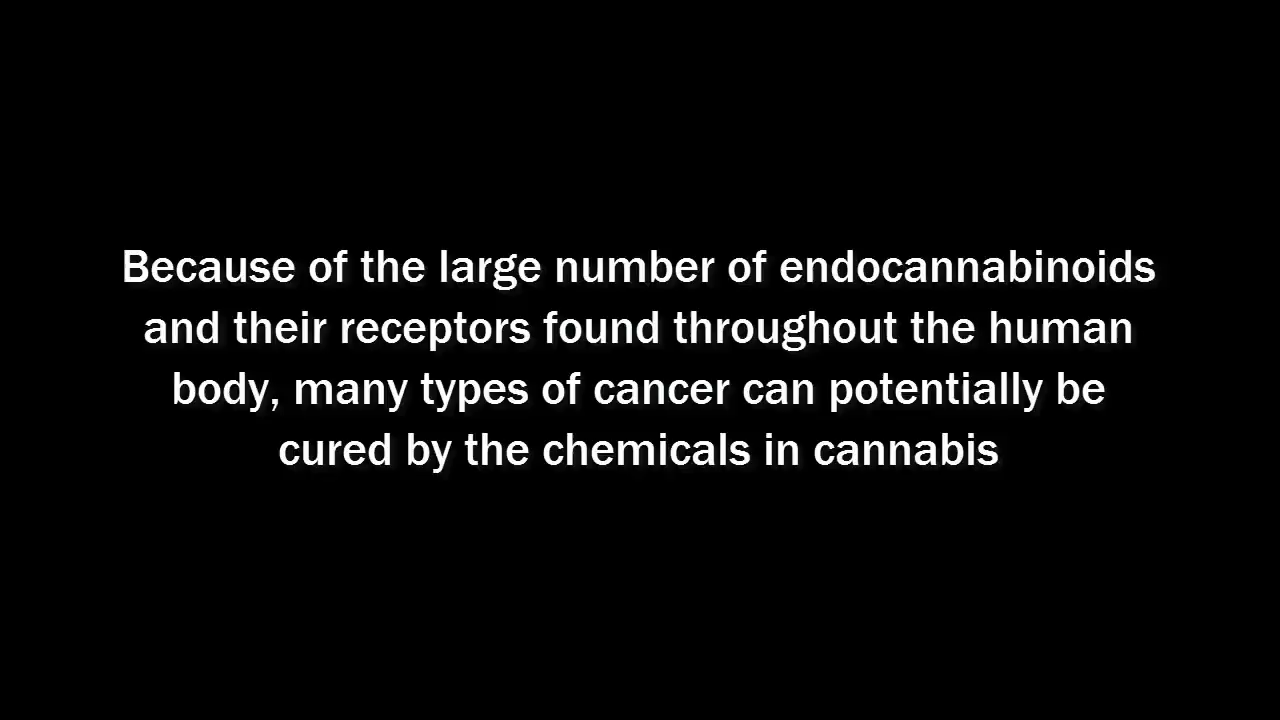 Because of the large number of endocannabinoids
and their receptors found throughout the human
body, many types of cancer can potentially be
cured by the chemicals in cannabis